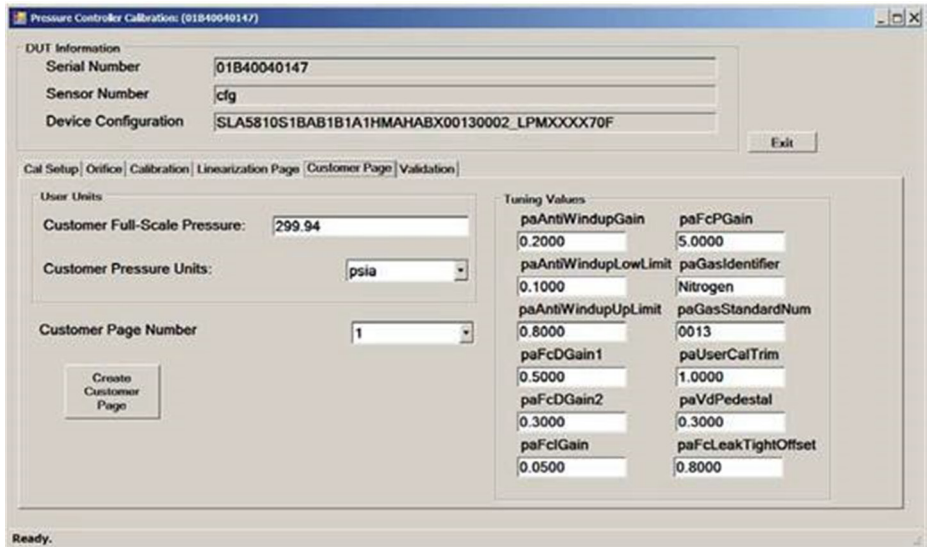 Pressure Controller Calibration: (01B40040147)
DUT Information
Serial Number 01B40040147
Sensor Number cfg
Device Configuration SLA5810S1BAB1B1A1HMAHABX00130002_LPMXXXX70F
Exit
Cal Setup Orifice Calibration Linearization Page Customer Page Validation
User Units
Customer Full-Scale Pressure: 299.94
Customer Pressure Units: psia
Customer Page Number 1
Create
Customer
Page
Tuning Values
paAntiWindupGain paFcPGain
0.2000 5.0000
paAntiWindupLowLimit paGasIdentifier
0.1000 Nitrogen
paAntiWindupUpLimit paGasStandardNum
0.8000 0013
paFcDGain1 paUserCalTrim
0.5000 1.0000
paFcDGain2 paVdPedestal
0.3000 0.3000
paFcIGain paFcLeakTightOffset
0.0500 0.8000
Ready.